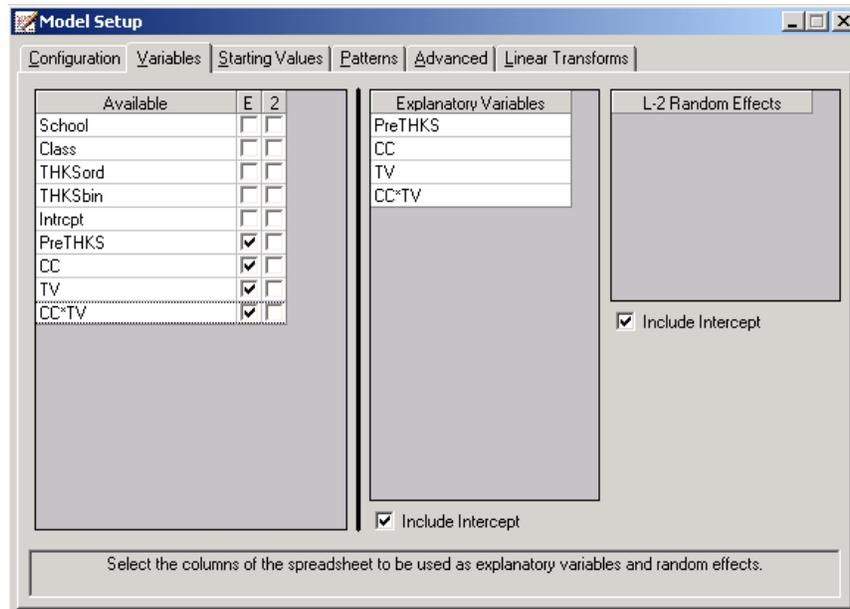 Model Setup
Configuration Variables Starting Values Patterns Advanced Linear Transforms
Available E 2
School
Class
THKSord
THKSbin
Intrcpt
PreTHKS
CC
TV
CC*TV
Explanatory Variables
PreTHKS
CC
TV
CC*TV
Include Intercept
L-2 Random Effects
Include Intercept
Select the columns of the spreadsheet to be used as explanatory variables and random effects.